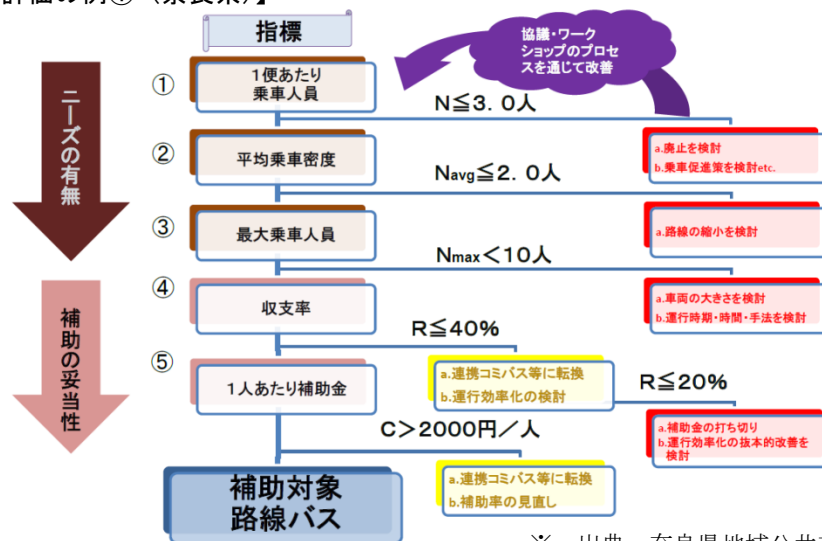 評価の例①（奈良県）】
指標
協議・ワーク
ショップのプロセ
スを通じて改善
ニーズの有無
①
1便あたり
乗車人員
N≦3.0人
a.廃止を検討
b.乗車促進策を検討etc.
②
平均乗車密度
Navg≦2.0人
a.路線の縮小を検討
③
最大乗車人員
Nmax<10人
a.車両の大きさを検討
b.運行時期・時間・手法を検討
補助の妥当性
④
収支率
R≦40%
a.連携コミバス等に転換
b.運行効率化の検討
R≦20%
a.補助金の打ち切り
b.運行効率化の抜本的改善を
検討
⑤
1人あたり補助金
C>2000円/人
a.連携コミバス等に転換
b.補助率の見直し
補助対象
路線バス